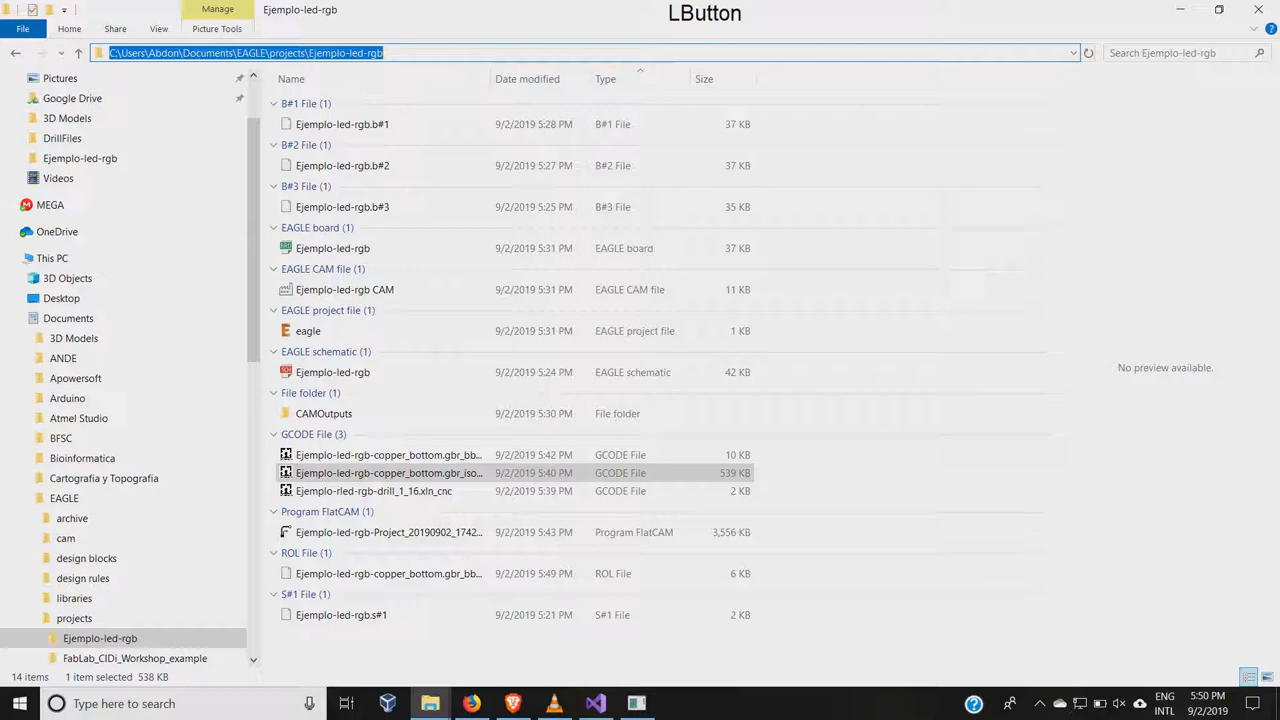 Manage
Ejemplo-led-rgb
LButton
File
Home
Share
View
Picture Tools
C:\Users\Abdon\Documents\EAGLE\projects\Ejemplo-led-rgb
Search Ejemplo-led-rgb
Pictures
Google Drive
3D Models
DrillFiles
Ejemplo-led-rgb
Videos
MEGA
OneDrive
This PC
3D Objects
Desktop
Documents
3D Models
ANDE
Apowersoft
Arduino
Atmel Studio
BFSC
Bioinformatica
Cartografía y Topografia
EAGLE
archive
cam
design blocks
design rules
libraries
projects
Ejemplo-led-rgb
FabLab_CIDi_Workshop_example
Name Date modified Type Size
B#1 File (1)
Ejemplo-led-rgb.b#1 9/2/2019 5:28 PM B#1 File 37 KB
B#2 File (1)
Ejemplo-led-rgb.b#2 9/2/2019 5:27 PM B#2 File 37 KB
B#3 File (1)
Ejemplo-led-rgb.b#3 9/2/2019 5:25 PM B#3 File 35 KB
EAGLE board (1)
Ejemplo-led-rgb 9/2/2019 5:31 PM EAGLE board 37 KB
EAGLE CAM file (1)
Ejemplo-led-rgb CAM 9/2/2019 5:31 PM EAGLE CAM file 11 KB
EAGLE project file (1)
eagle 9/2/2019 5:31 PM EAGLE project file 1 KB
EAGLE schematic (1)
Ejemplo-led-rgb 9/2/2019 5:24 PM EAGLE schematic 42 KB
File folder (1)
CAMOutputs 9/2/2019 5:30 PM File folder
GCODE File (3)
Ejemplo-led-rgb-copper_bottom.gbr_bb... 9/2/2019 5:42 PM GCODE File 10 KB
Ejemplo-led-rgb-copper_bottom.gbr_iso... 9/2/2019 5:40 PM GCODE File 539 KB
Ejemplo-rled-rgb-drill_1_16.xln_cnc 9/2/2019 5:39 PM GCODE File 2 KB
Program FlatCAM (1)
Ejemplo-led-rgb-Project_20190902_1742... 9/2/2019 5:43 PM Program FlatCAM 3,556 KB
ROL File (1)
Ejemplo-led-rgb-copper_bottom.gbr_bb... 9/2/2019 5:49 PM ROL File 6 KB
S#1 File (1)
Ejemplo-led-rgb.s#1 9/2/2019 5:21 PM S#1 File 2 KB
No preview available.
14 items 1 item selected 538 KB
Type here to search
ENG
INTL
5:50 PM
9/2/2019